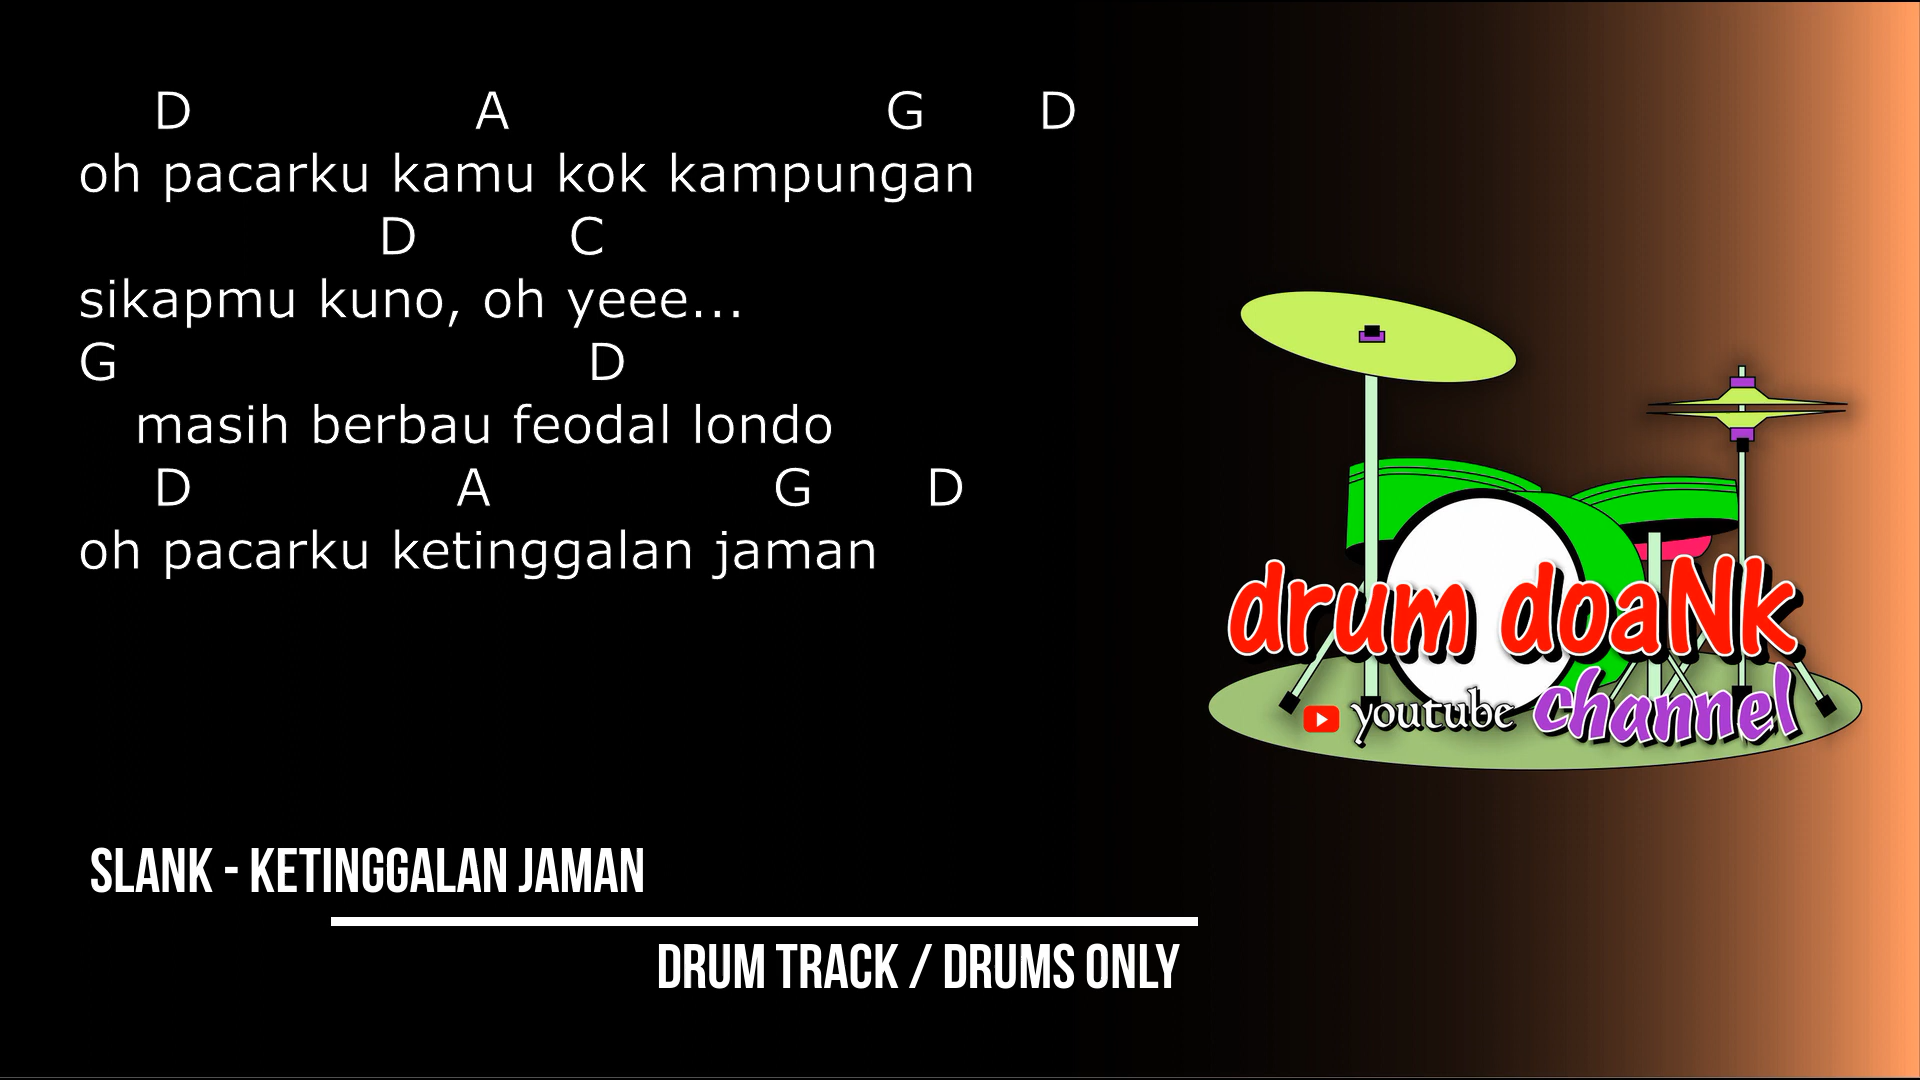 D A G D
oh pacarku kamu kok kampungan
D C
sikapmu kuno, oh yeee...
G D
masih berbau feodal londo
D A G D
oh pacarku ketinggalan jaman
drum doaNk
youtube channel
SLANK - KETINGGALAN JAMAN
DRUM TRACK / DRUMS ONLY